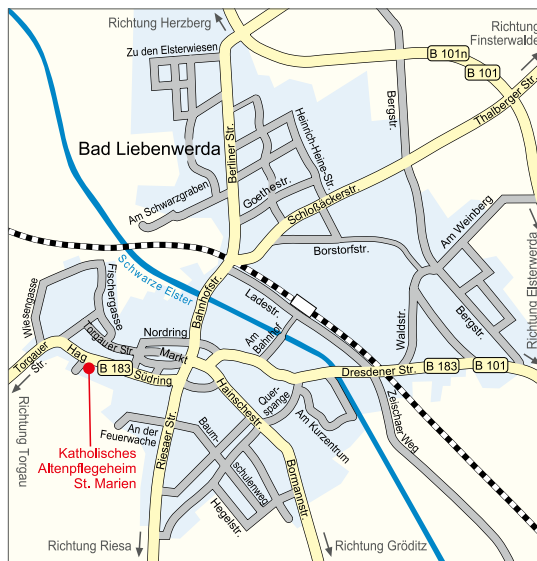 Richtung Herzberg
Richtung
Finsterwalde
Zu den Elsterwiesen
B 101n
B 101
Bergstr.
Thalberger Str.
Heinrich-Heine-Str.
Bad Liebenwerda
Berliner Str.
Am Schwarzgraben
Goethestr.
Schloßäckerstr.
Am Weinberg
Borstorfstr.
Schwarze Elster
Richtung Elsterwerda
Fischergasse
Weisengasse
Bahnhofstr.
Ladestr.
Am Bahnhof
Waldstr.
Bergstr.
Nordring
Torgauer Str.
Markt
Torgauer
Str.
Hag
B 183
Südring
Dresdener Str.
B 183
B 101
Hainschestr.
Quer-
spange
Am Kurzentrum
Zeischaer Weg
Richtung Torgau
Riesaer Str.
An der
Feuerwache
Baum-
schulenweg
Hegelstr.
Bormannstr.
Katholisches
Altenpflegeheim
St. Marien
Richtung Riesa
Richtung Gröditz